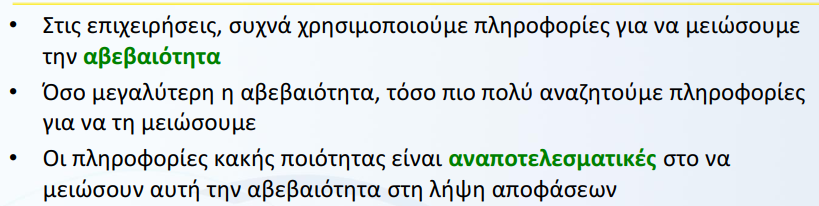 • Στις επιχειρήσεις, συχνά χρησιμοποιούμε πληροφορίες για να μειώσουμε
την αβεβαιότητα
• Όσο μεγαλύτερη η αβεβαιότητα, τόσο πιο πολύ αναζητούμε πληροφορίες
για να τη μειώσουμε
• Οι πληροφορίες κακής ποιότητας είναι αναποτελεσματικές στο να
μειώσουν αυτή την αβεβαιότητα στη λήψη αποφάσεων